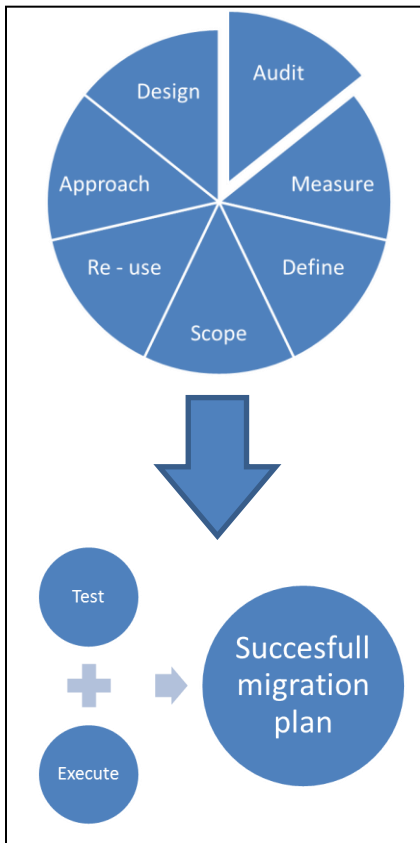 Audit
Measure
Define
Scope
Re - use
Approach
Design
Test
Execute
Succesfull
migration
plan